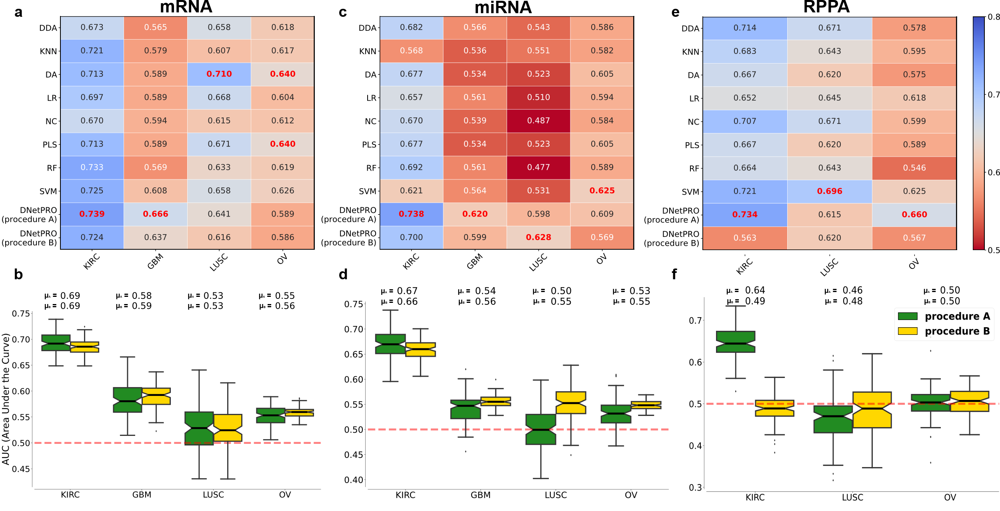 mRNA
miRNA
RPPA
a
DDA 0.673 0.565 0.658 0.618
KNN 0.721 0.579 0.607 0.617
DA 0.713 0.589 0.710 0.640
LR 0.697 0.589 0.668 0.604
NC 0.670 0.594 0.615 0.612
PLS 0.713 0.589 0.671 0.640
RF 0.733 0.569 0.633 0.619
SVM 0.725 0.608 0.658 0.626
DNetPRO
(procedure A) 0.739 0.666 0.641 0.589
DNetPRO
(procedure B) 0.724 0.637 0.616 0.586
KIRC GBM LUSC OV
c
DDA 0.682 0.566 0.543 0.586
KNN 0.568 0.536 0.551 0.582
DA 0.677 0.534 0.523 0.605
LR 0.657 0.561 0.510 0.594
NC 0.670 0.539 0.487 0.584
PLS 0.677 0.534 0.523 0.605
RF 0.692 0.561 0.477 0.589
SVM 0.621 0.564 0.531 0.625
DNetPRO
(procedure A) 0.738 0.620 0.598 0.609
DNetPRO
(procedure B) 0.700 0.599 0.628 0.569
KIRC GBM LUSC OV
e
DDA 0.714 0.671 0.578
KNN 0.683 0.643 0.595
DA 0.667 0.620 0.575
LR 0.652 0.645 0.618
NC 0.707 0.671 0.599
PLS 0.667 0.620 0.589
RF 0.664 0.643 0.546
SVM 0.721 0.696 0.625
DNetPRO
(procedure A) 0.734 0.615 0.660
DNetPRO
(procedure B) 0.563 0.620 0.567
KIRC LUSC OV
0.8
0.7
0.6
0.5
b
μA = 0.69 μA = 0.58 μA = 0.53 μA = 0.55
μB = 0.69 μB = 0.59 μB = 0.53 μB = 0.56
AUC (Area Under the Curve)
0.75
0.70
0.65
0.60
0.55
0.50
0.45
KIRC GBM LUSC OV
d
μA = 0.67 μA = 0.54 μA = 0.50 μA = 0.53
μB = 0.66 μB = 0.56 μB = 0.55 μB = 0.55
0.75
0.70
0.65
0.60
0.55
0.50
0.45
0.40
KIRC GBM LUSC OV
f
μA = 0.64 μA = 0.46 μA = 0.50
μB = 0.49 μB = 0.48 μB = 0.50
procedure A
procedure B
0.7
0.6
0.5
0.4
0.3
KIRC LUSC OV